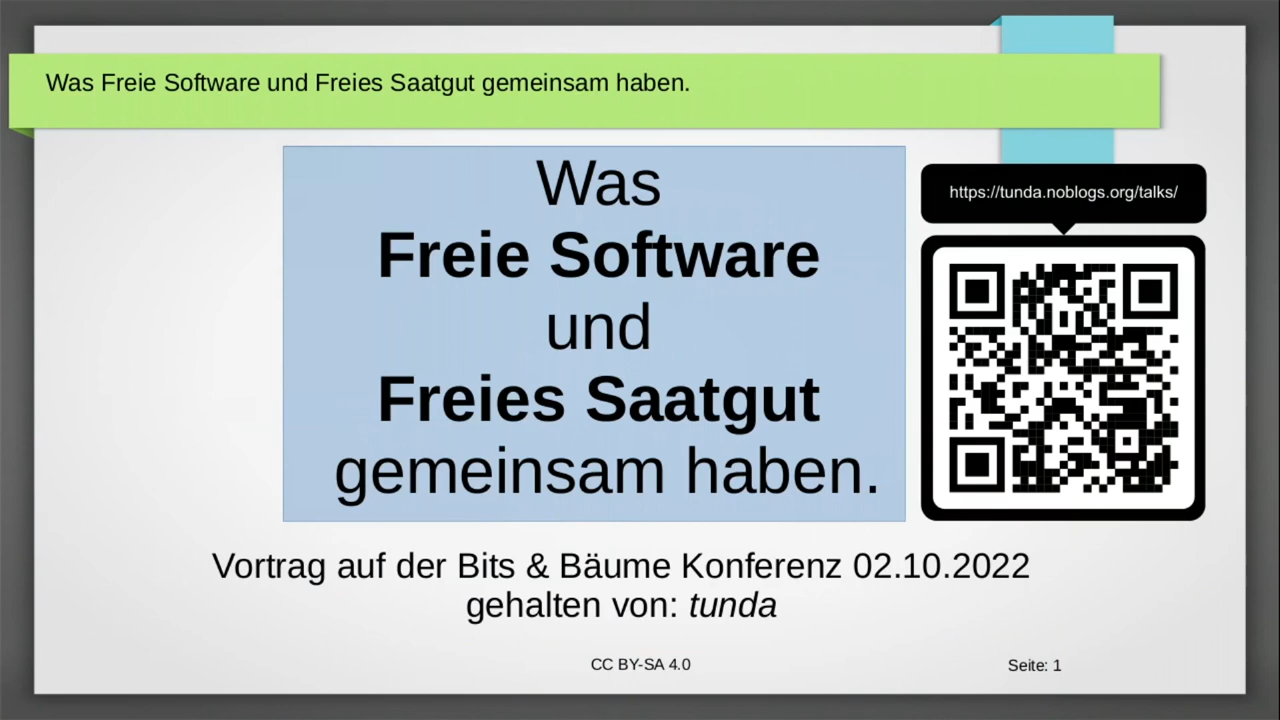 Was Freie Software und Freies Saatgut gemeinsam haben.
Was
Freie Software
und
Freies Saatgut
gemeinsam haben.
https://tunda.noblogs.org/talks/
Vortrag auf der Bits & Bäume Konferenz 02.10.2022
gehalten von: tunda
CC BY-SA 4.0
Seite: 1